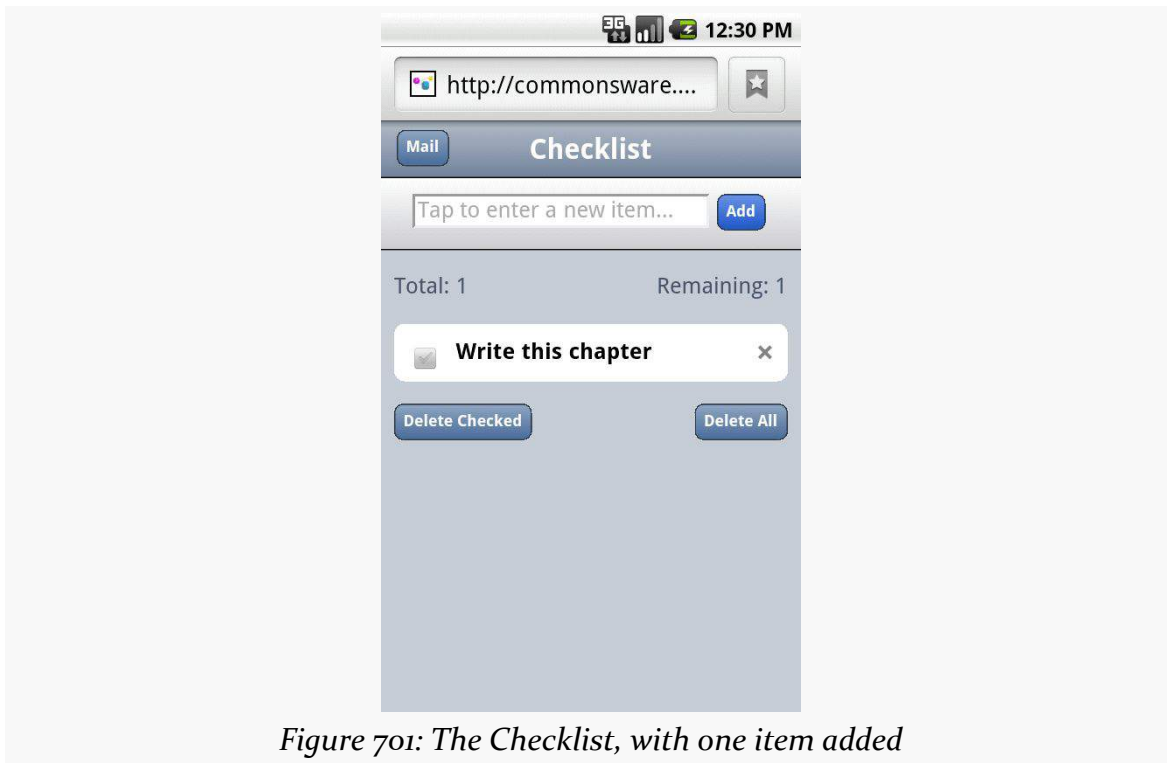 3G 12:30 PM
http://commonsware....
Mail Checklist
Tap to enter a new item... Add
Total: 1 Remaining: 1
Write this chapter ×
Delete Checked Delete All
Figure 701: The Checklist, with one item added